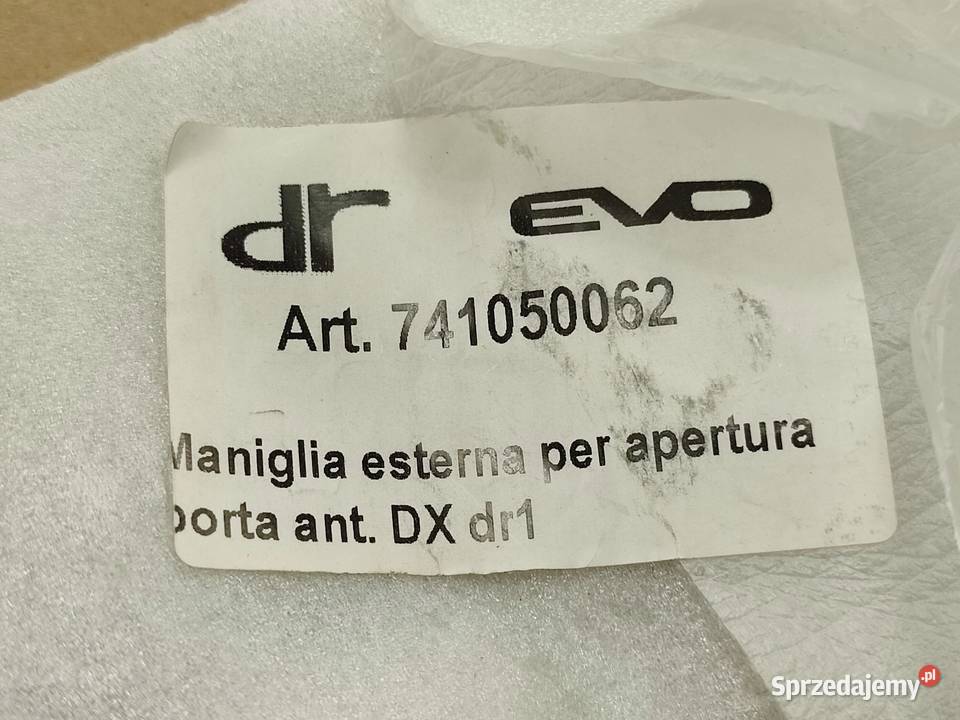 dr EVO
Art. 741050062
Maniglia esterna per apertura
porta ant. DX dr1
Sprzedajemy.pl